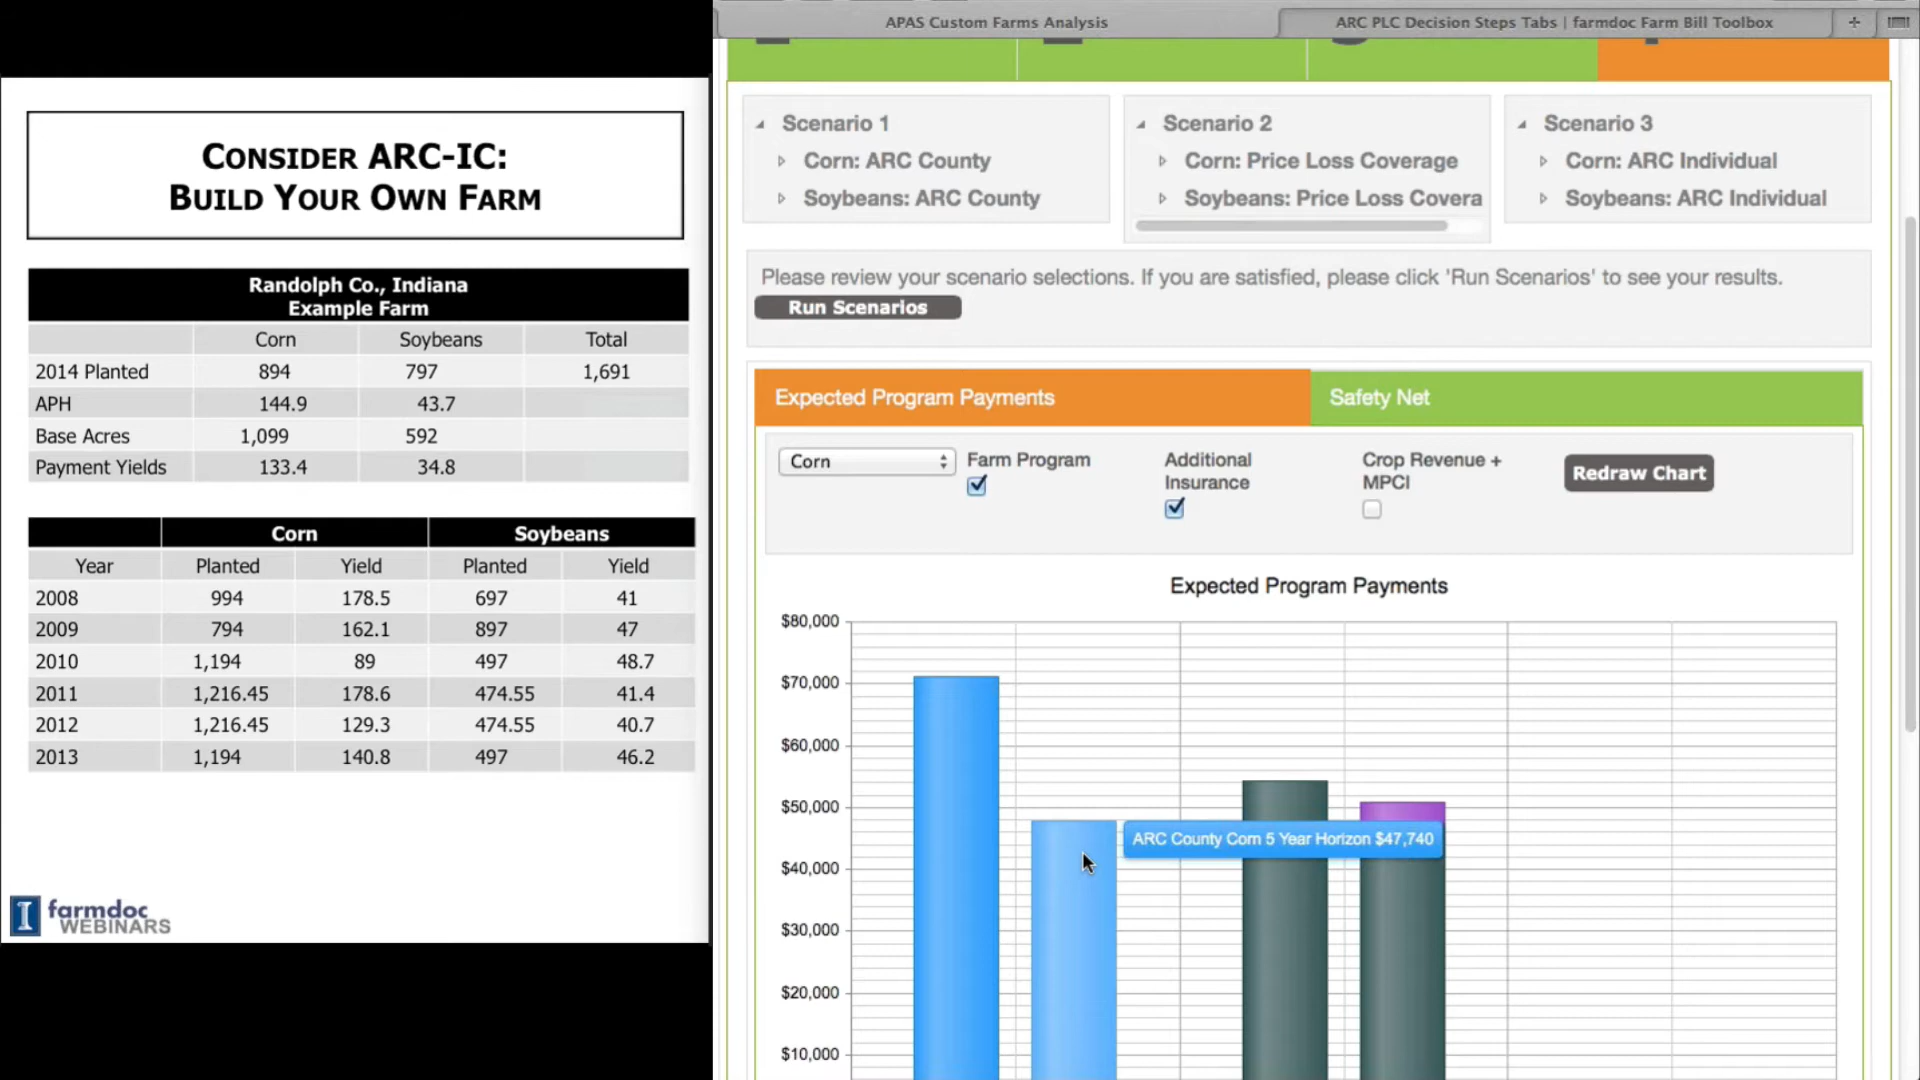 CONSIDER ARC-IC:
BUILD YOUR OWN FARM
Randolph Co., Indiana
Example Farm
Corn Soybeans Total
2014 Planted 894 797 1,691
APH 144.9 43.7
Base Acres 1,099 592
Payment Yields 133.4 34.8
Corn Soybeans
Year Planted Yield Planted Yield
2008 994 178.5 697 41
2009 794 162.1 897 47
2010 1,194 89 497 48.7
2011 1,216.45 178.6 474.55 41.4
2012 1,216.45 129.3 474.55 40.7
2013 1,194 140.8 497 46.2
I farmdoc
WEBINARS
APAS Custom Farms Analysis
ARC PLC Decision Steps Tabs | farmdoc Farm Bill Toolbox
Scenario 1
Corn: ARC County
Soybeans: ARC County
Scenario 2
Corn: Price Loss Coverage
Soybeans: Price Loss Covera
Scenario 3
Corn: ARC Individual
Soybeans: ARC Individual
Please review your scenario selections. If you are satisfied, please click 'Run Scenarios' to see your results.
Run Scenarios
Expected Program Payments
Safety Net
Corn
Farm Program
Additional
Insurance
Crop Revenue +
MPCI
Redraw Chart
Expected Program Payments
$80,000
$70,000
$60,000
$50,000
$40,000
$30,000
$20,000
$10,000
ARC County Corn 5 Year Horizon $47,740